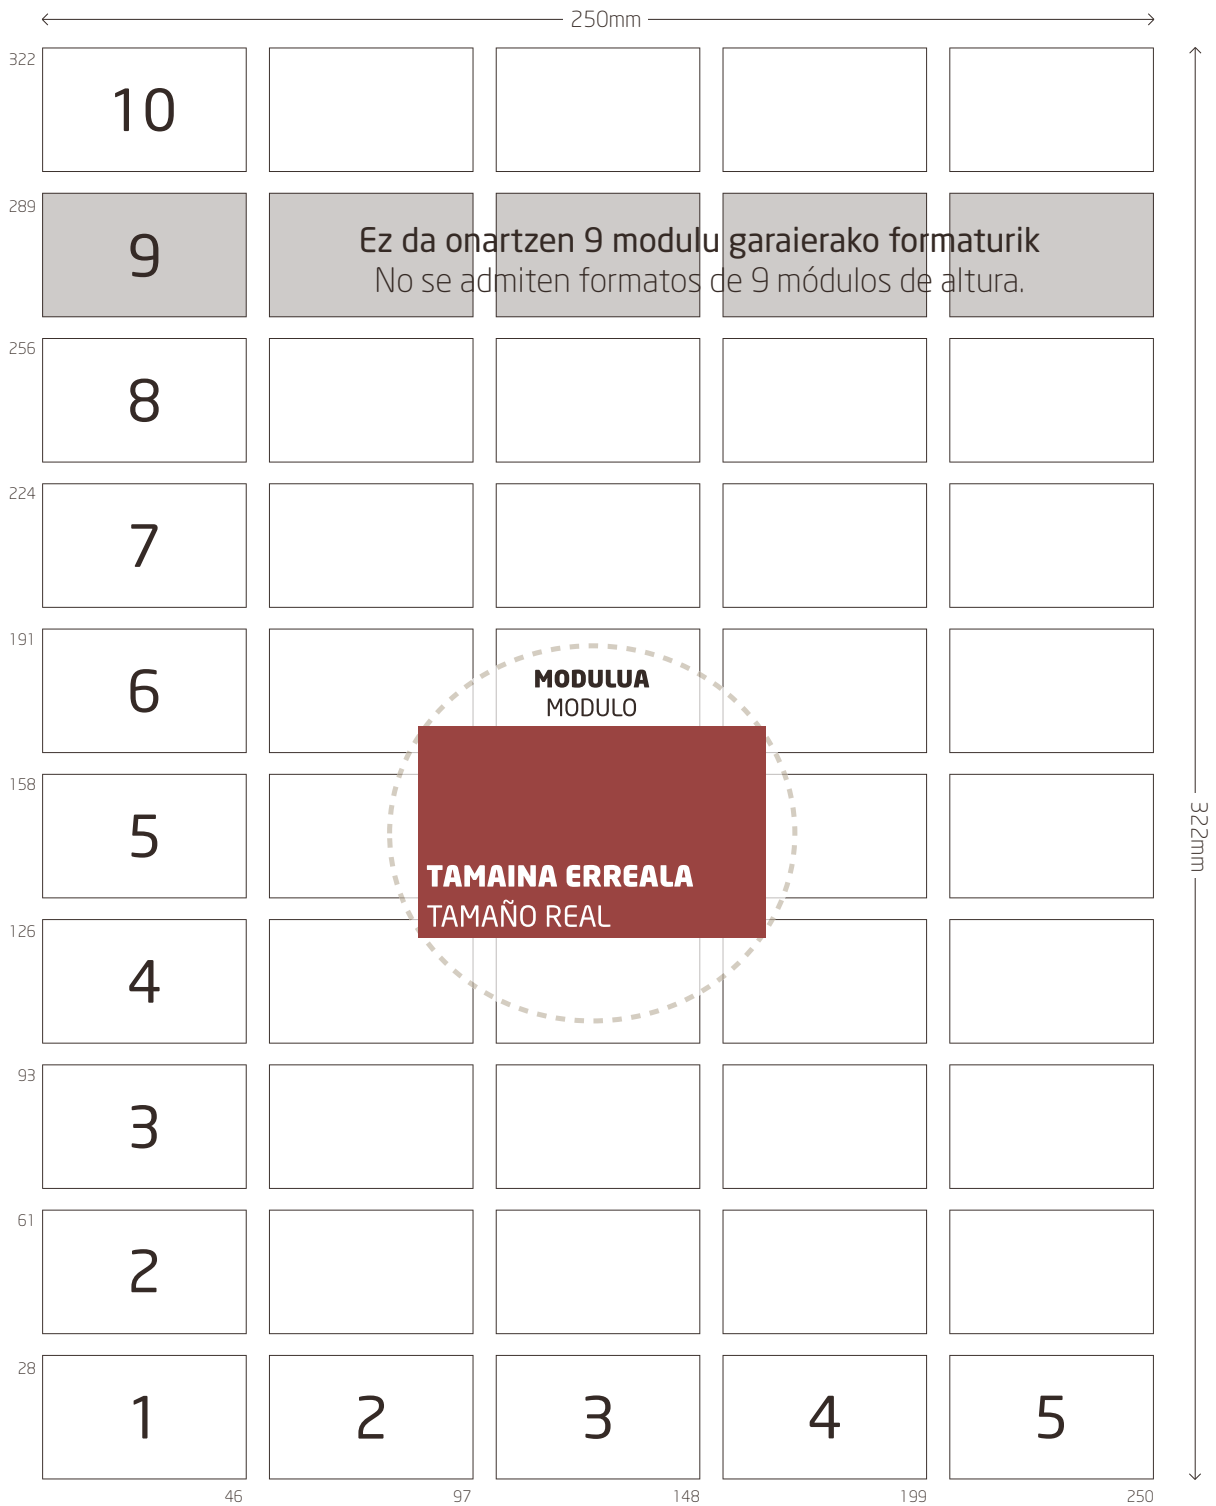 250mm
322
10
289
9
Ez da onartzen 9 modulu garaierako formaturik
No se admiten formatos de 9 módulos de altura.
256
8
224
7
191
6
MODULUA
MODULO
158
5
322mm
TAMAINA ERREALA
TAMAÑO REAL
126
4
93
3
61
2
28
1 2 3 4 5
46 97 148 199 250